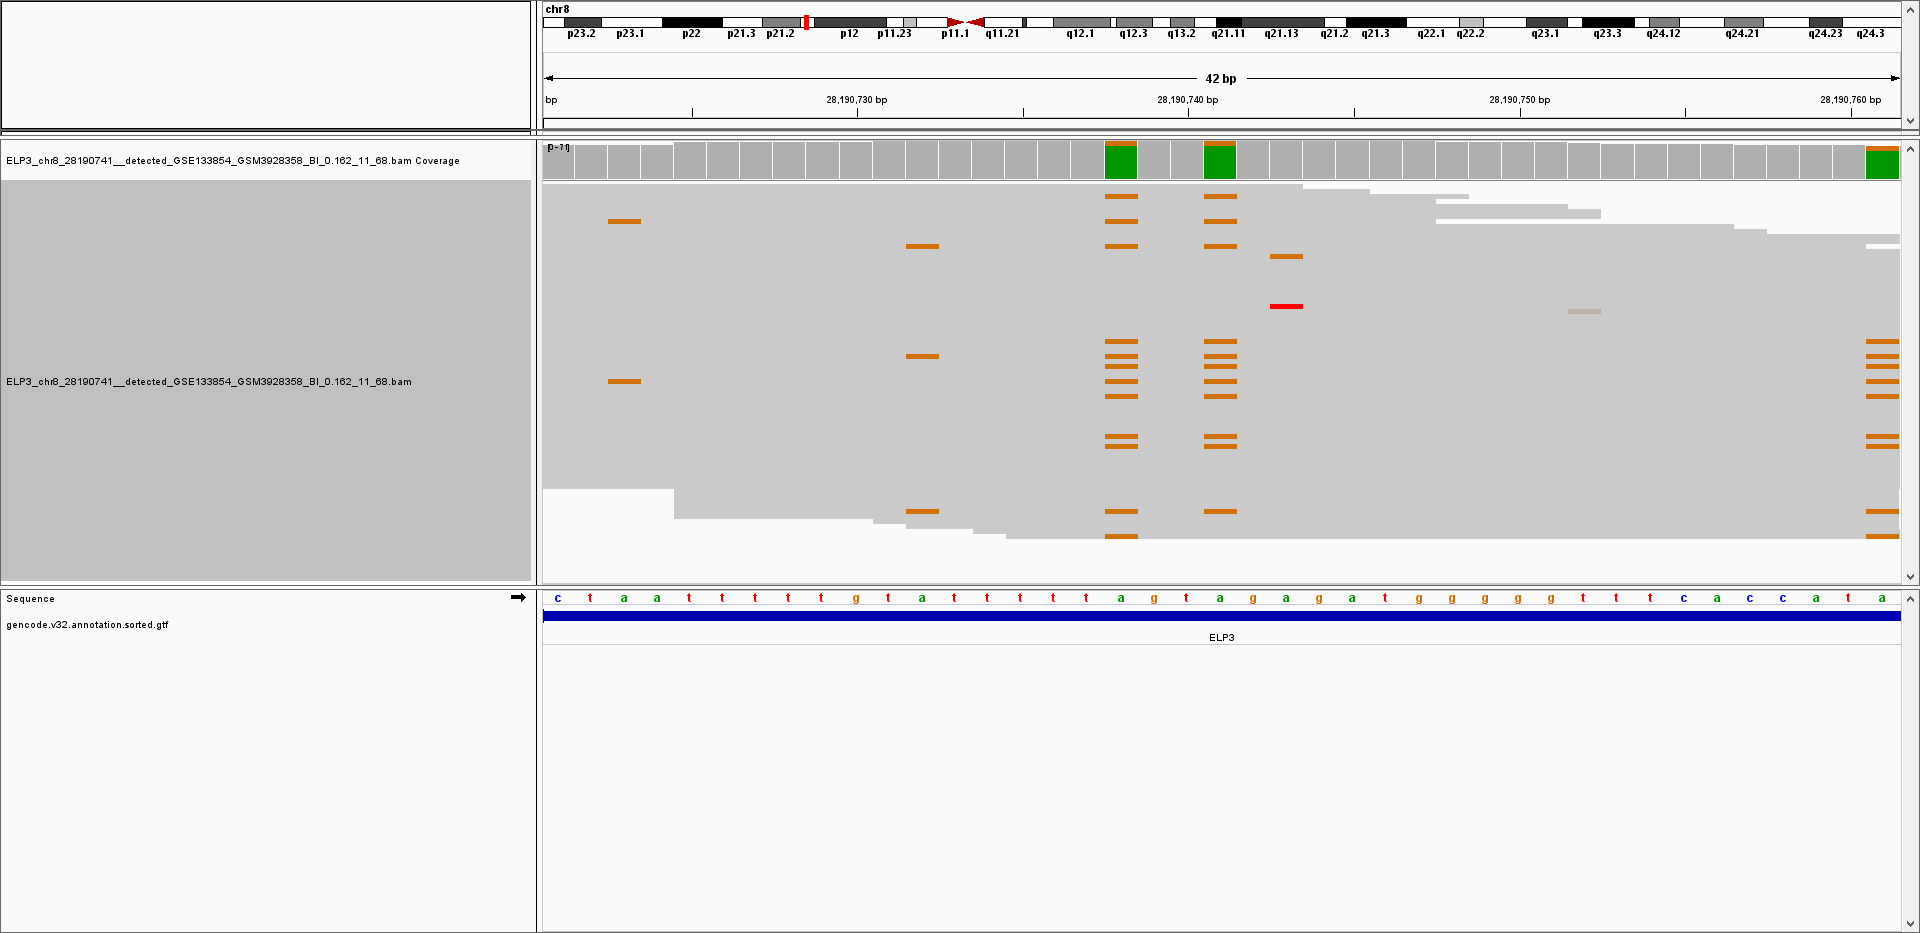 chr8
p23.2 p23.1 p22 p21.3 p21.2 p12 p11.23 p11.1 q11.21 q12.1 q12.3 q13.2 q21.11 q21.13 q21.2 q21.3 q22.1 q22.2 q23.1 q23.3 q24.12 q24.21 q24.23 q24.3
42 bp
bp 28,190,730 bp 28,190,740 bp 28,190,750 bp 28,190,760 bp
[0-71]
ELP3_chr8_28190741__detected_GSE133854_GSM3928358_BI_0.162_11_68.bam Coverage
ELP3_chr8_28190741__detected_GSE133854_GSM3928358_BI_0.162_11_68.bam
Sequence
c t a a t t t t t g t a t t t t t a g t a g a g a t g g g g g t t t c a c c a t a
gencode.v32.annotation.sorted.gtf
ELP3